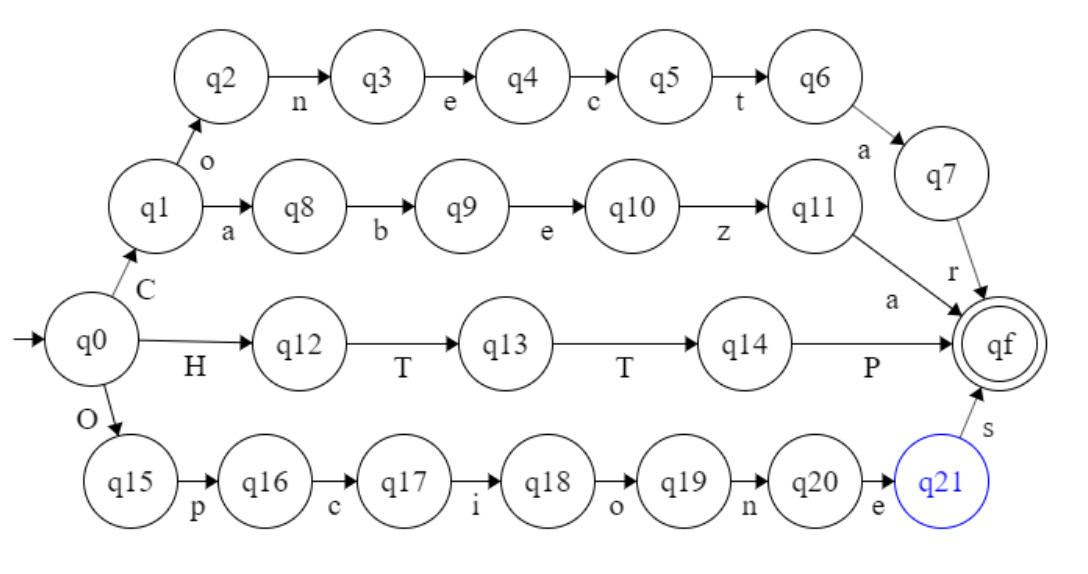 q2 q3 q4 q5 q6
n e c t
a
q7
o
q1 q8 q9 q10 q11
a b e z
r
C
a
q0 q12 q13 q14 qf
H T T P
O
s
q15 q16 q17 q18 q19 q20 q21
p c i o n e